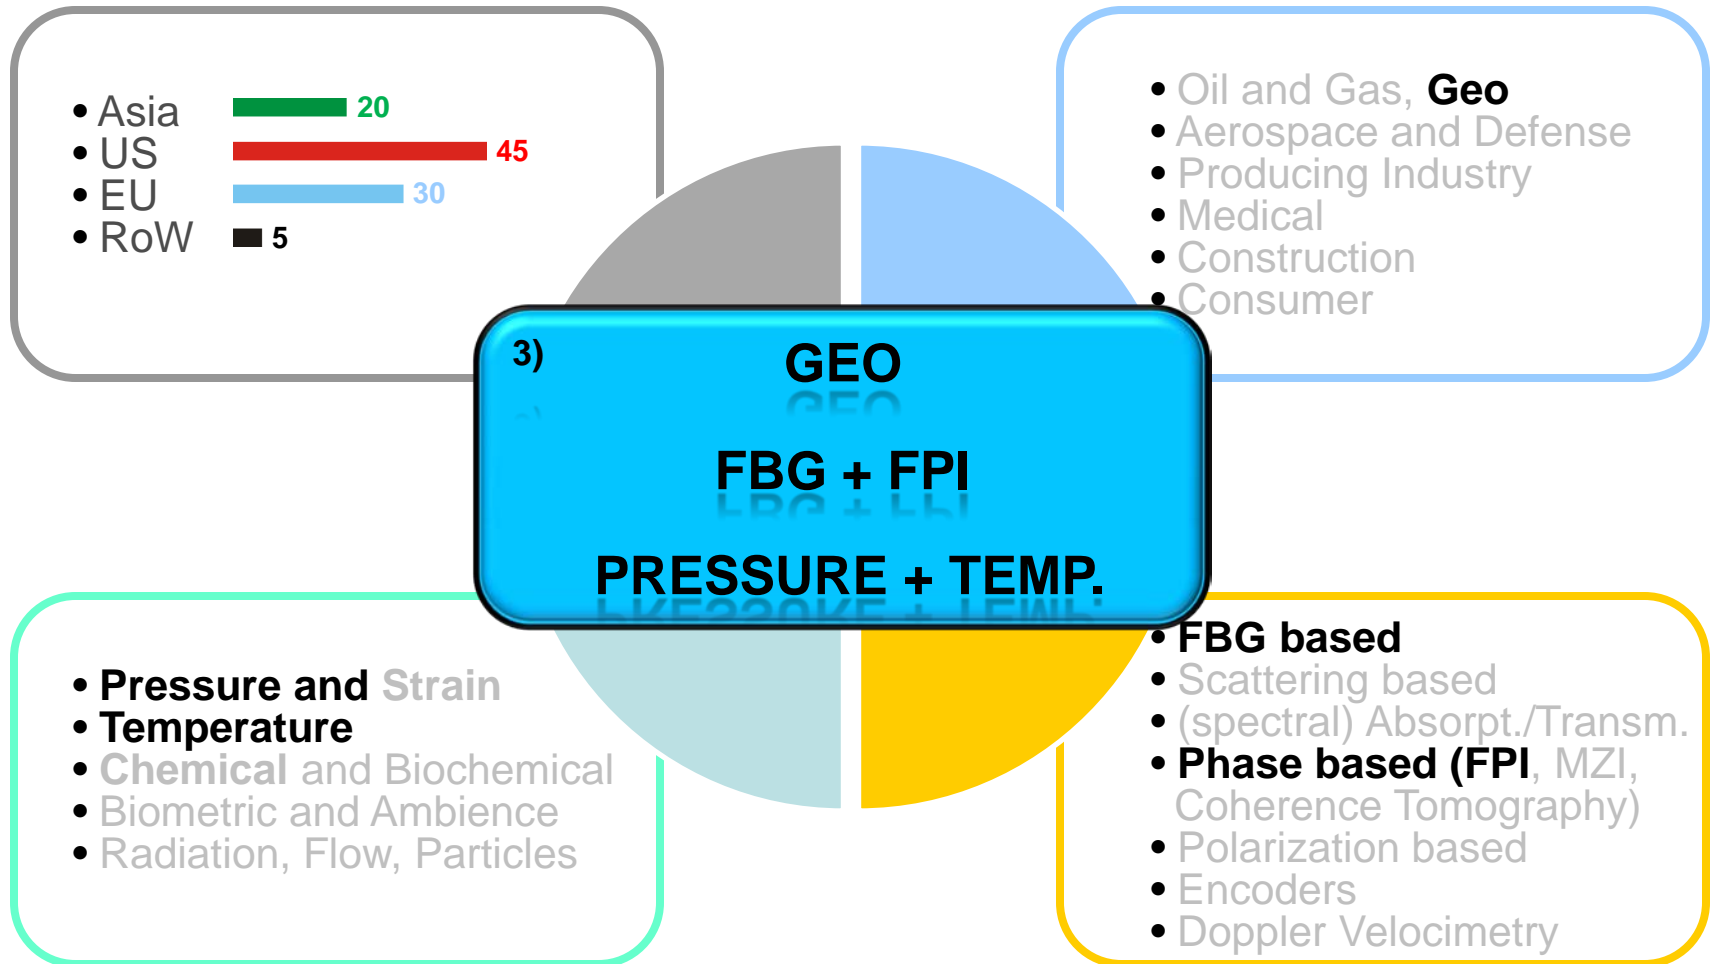 • Asia 20
• US 45
• EU 30
• RoW 5
• Oil and Gas, Geo
• Aerospace and Defense
• Producing Industry
• Medical
• Construction
• Consumer
3) GEO
FBG + FPI
PRESSURE + TEMP.
• Pressure and Strain
• Temperature
• Chemical and Biochemical
• Biometric and Ambience
• Radiation, Flow, Particles
• FBG based
• Scattering based
• (spectral) Absorpt./Transm.
• Phase based (FPI, MZI,
Coherence Tomography)
• Polarization based
• Encoders
• Doppler Velocimetry